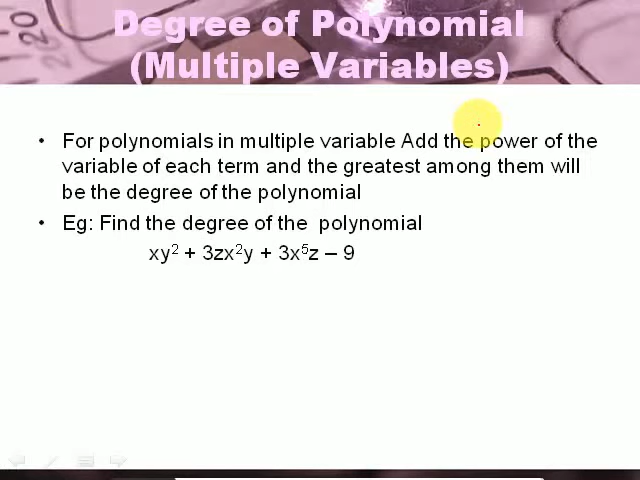 20
Degree of Polynomial
(Multiple Variables)
• For polynomials in multiple variable Add the power of the
variable of each term and the greatest among them will
be the degree of the polynomial
• Eg: Find the degree of the polynomial
xy² + 3zx²y + 3x⁵z – 9